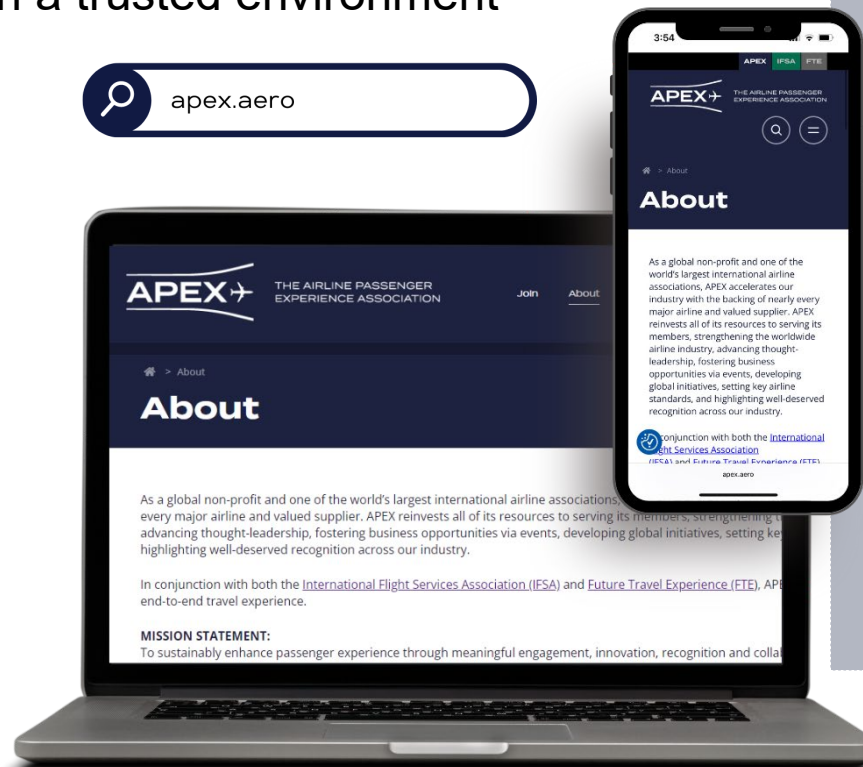 a trusted environment
apex.aero
3:54
APEX IFSA FTE
APEX THE AIRLINE PASSENGER
EXPERIENCE ASSOCIATION
> About
About
As a global non-profit and one of the
world's largest international airline
associations, APEX accelerates our
industry with the backing of nearly every
major airline and valued supplier. APEX
reinvests all of its resources to serving its
members, strengthening the worldwide
airline industry, advancing thought-
leadership, fostering business
opportunities via events, developing
global initiatives, setting key airline
standards, and highlighting well-deserved
recognition across our industry.
conjunction with both the International
Flight Services Association
(IFSA) and Future Travel Experience (FTE)
apex.aero
APEX THE AIRLINE PASSENGER
EXPERIENCE ASSOCIATION
Join About
> About
About
As a global non-profit and one of the world's largest international airline associations,
every major airline and valued supplier. APEX reinvests all of its resources to serving its members, strengthening
advancing thought-leadership, fostering business opportunities via events, developing global initiatives, setting key
highlighting well-deserved recognition across our industry.
In conjunction with both the International Flight Services Association (IFSA) and Future Travel Experience (FTE),
end-to-end travel experience.
MISSION STATEMENT:
To sustainably enhance passenger experience through meaningful engagement, innovation, recognition and